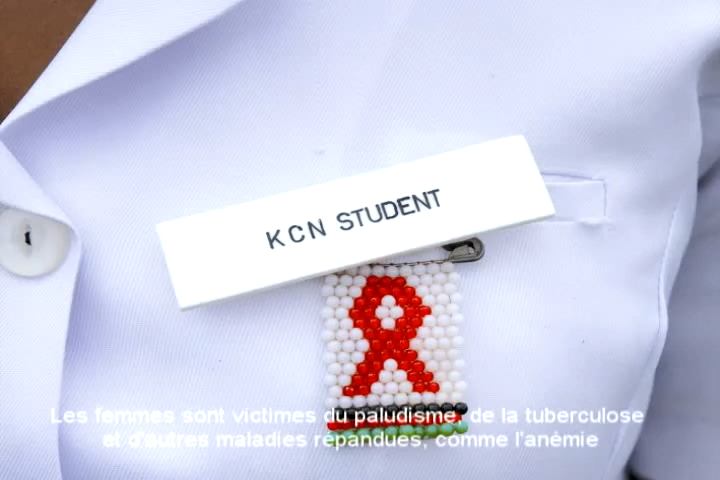 KCN STUDENT
Les femmes sont victimes du paludisme, de la tuberculose
et d'autres maladies répandues, comme l'anémie